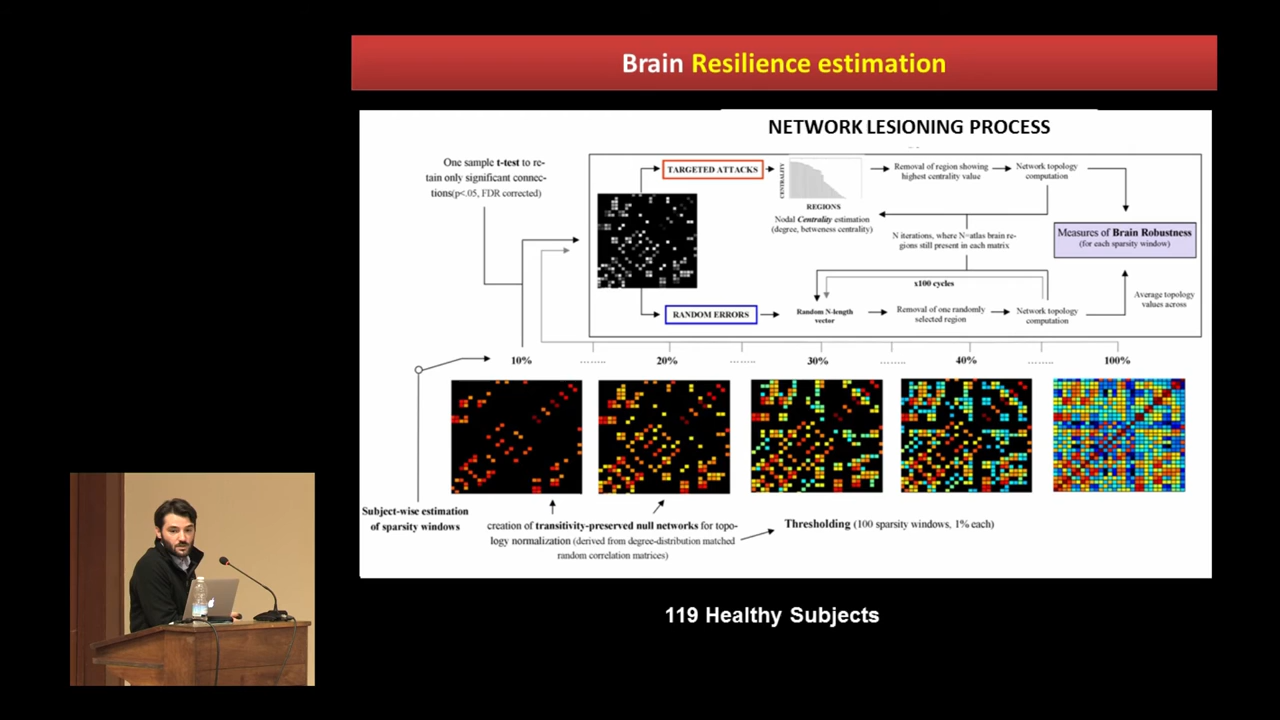 Brain Resilience estimation
NETWORK LESIONING PROCESS
One sample t-test to re-
tain only significant connec-
tions(p<.05, FDR corrected)
TARGETED ATTACKS
CENTRALITY
REGIONS
Nodal Centrality estimation
(degree, betweness centrality)
Removal of region showing
highest centrality value
Network topology
computation
N iterations, where N=atlas brain re-
gions still present in each matrix
Measures of Brain Robustness
(for each sparsity window)
x100 cycles
RANDOM ERRORS
Random N-length
vector
Removal of one randomly
selected region
Network topology
computation
Average topology
values across
10%
20%
30%
40%
100%
Subject-wise estimation
of sparsity windows
creation of transitivity-preserved null networks for topo-
logy normalization (derived from degree-distribution matched
random correlation matrices)
Thresholding (100 sparsity windows, 1% each)
119 Healthy Subjects